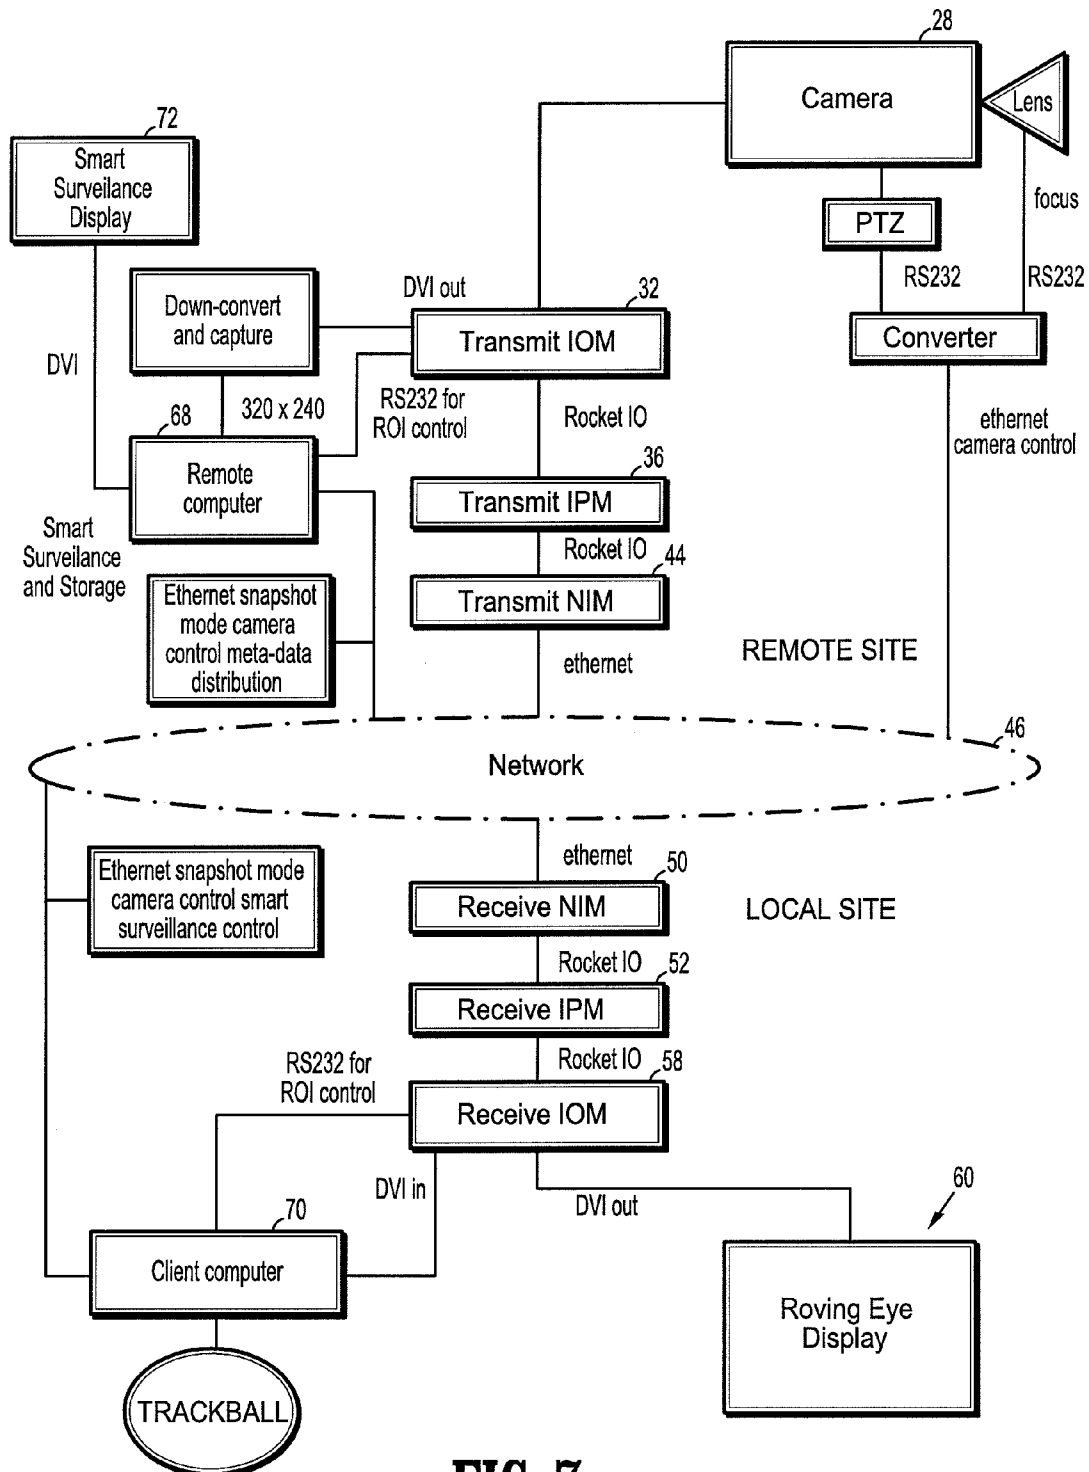 28
Camera
Lens
72
Smart
Surveilance
Display
focus
PTZ
RS232
RS232
DVI out
32
Down-convert
and capture
Transmit IOM
Converter
DVI
RS232 for
ROI control
320 x 240
Rocket IO
ethernet
camera control
68
Remote
computer
36
Transmit IPM
Smart
Surveilance
and Storage
Rocket IO
44
Transmit NIM
Ethernet snapshot
mode camera
control meta-data
distribution
ethernet
REMOTE SITE
46
Network
ethernet
50
Ethernet snapshot mode
camera control smart
surveillance control
Receive NIM
LOCAL SITE
Rocket IO
52
Receive IPM
RS232 for
ROI control
Rocket IO
58
Receive IOM
DVI in
DVI out
60
70
Client computer
Roving Eye
Display
TRACKBALL
FIG. 7